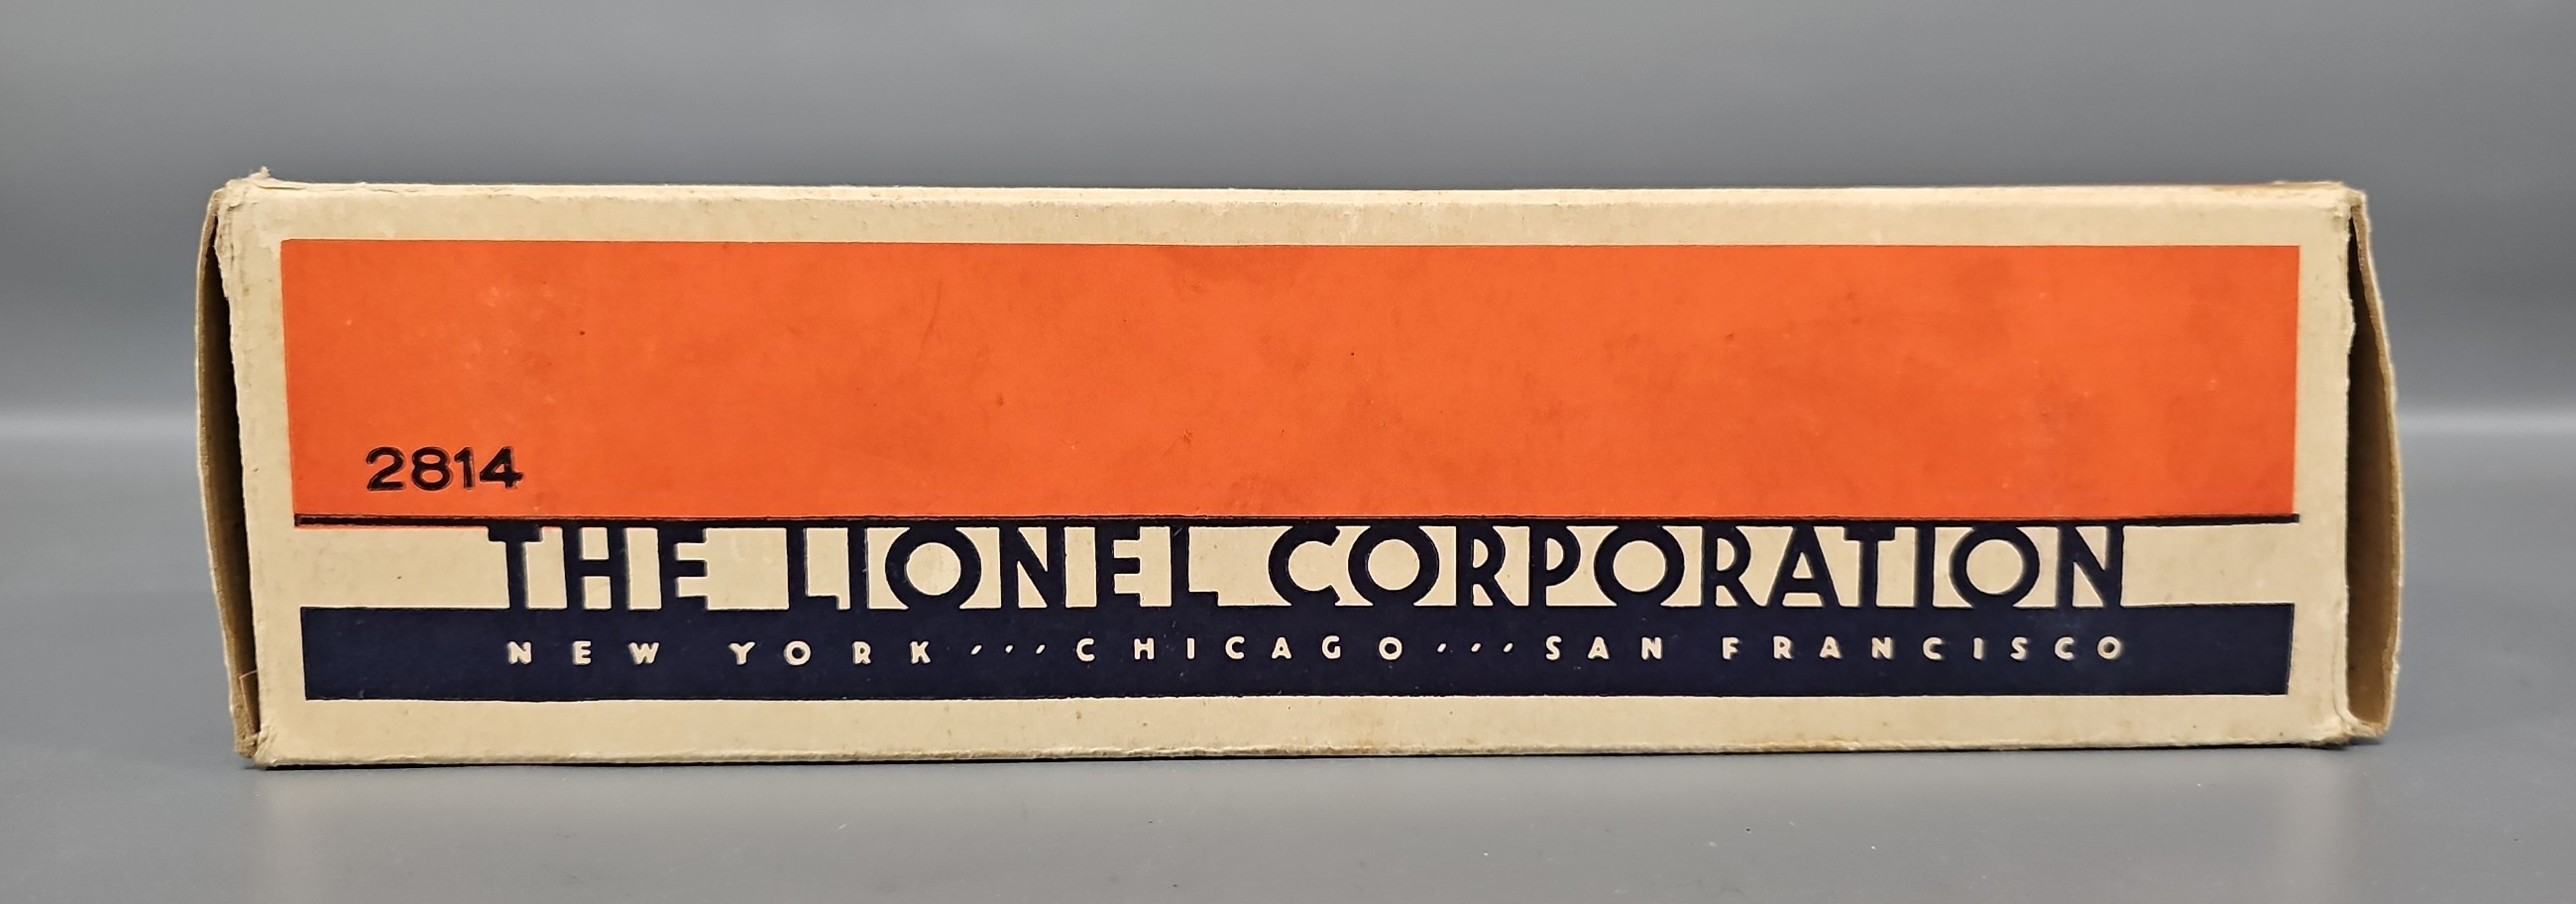 2814
THE LIONEL CORPORATION
NEW YORK ··· CHICAGO ··· SAN FRANCISCO